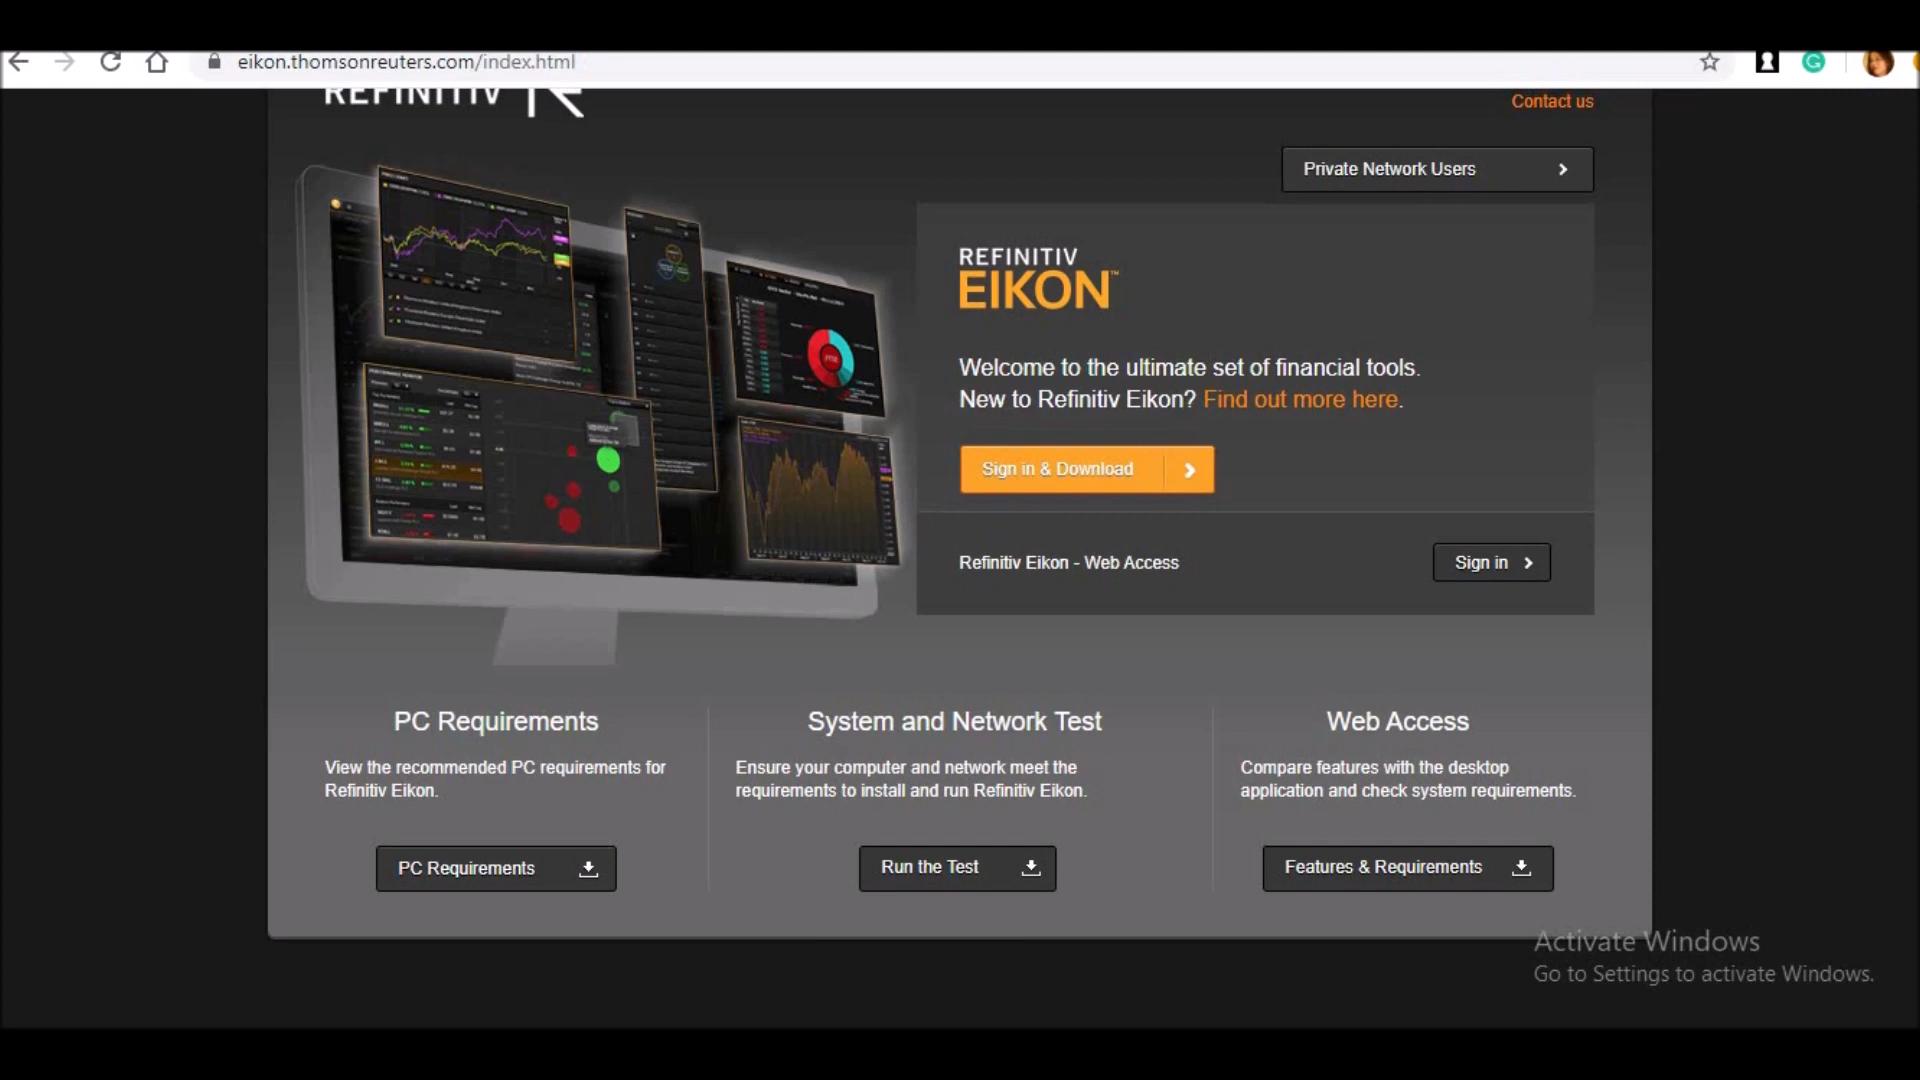 eikon.thomsonreuters.com/index.html
REFINITIV
Contact us
Private Network Users
REFINITIV
EIKON™
Welcome to the ultimate set of financial tools.
New to Refinitiv Eikon? Find out more here.
Sign in & Download
Refinitiv Eikon - Web Access
Sign in
PC Requirements
View the recommended PC requirements for
Refinitiv Eikon.
PC Requirements
System and Network Test
Ensure your computer and network meet the
requirements to install and run Refinitiv Eikon.
Run the Test
Web Access
Compare features with the desktop
application and check system requirements.
Features & Requirements
Activate Windows
Go to Settings to activate Windows.